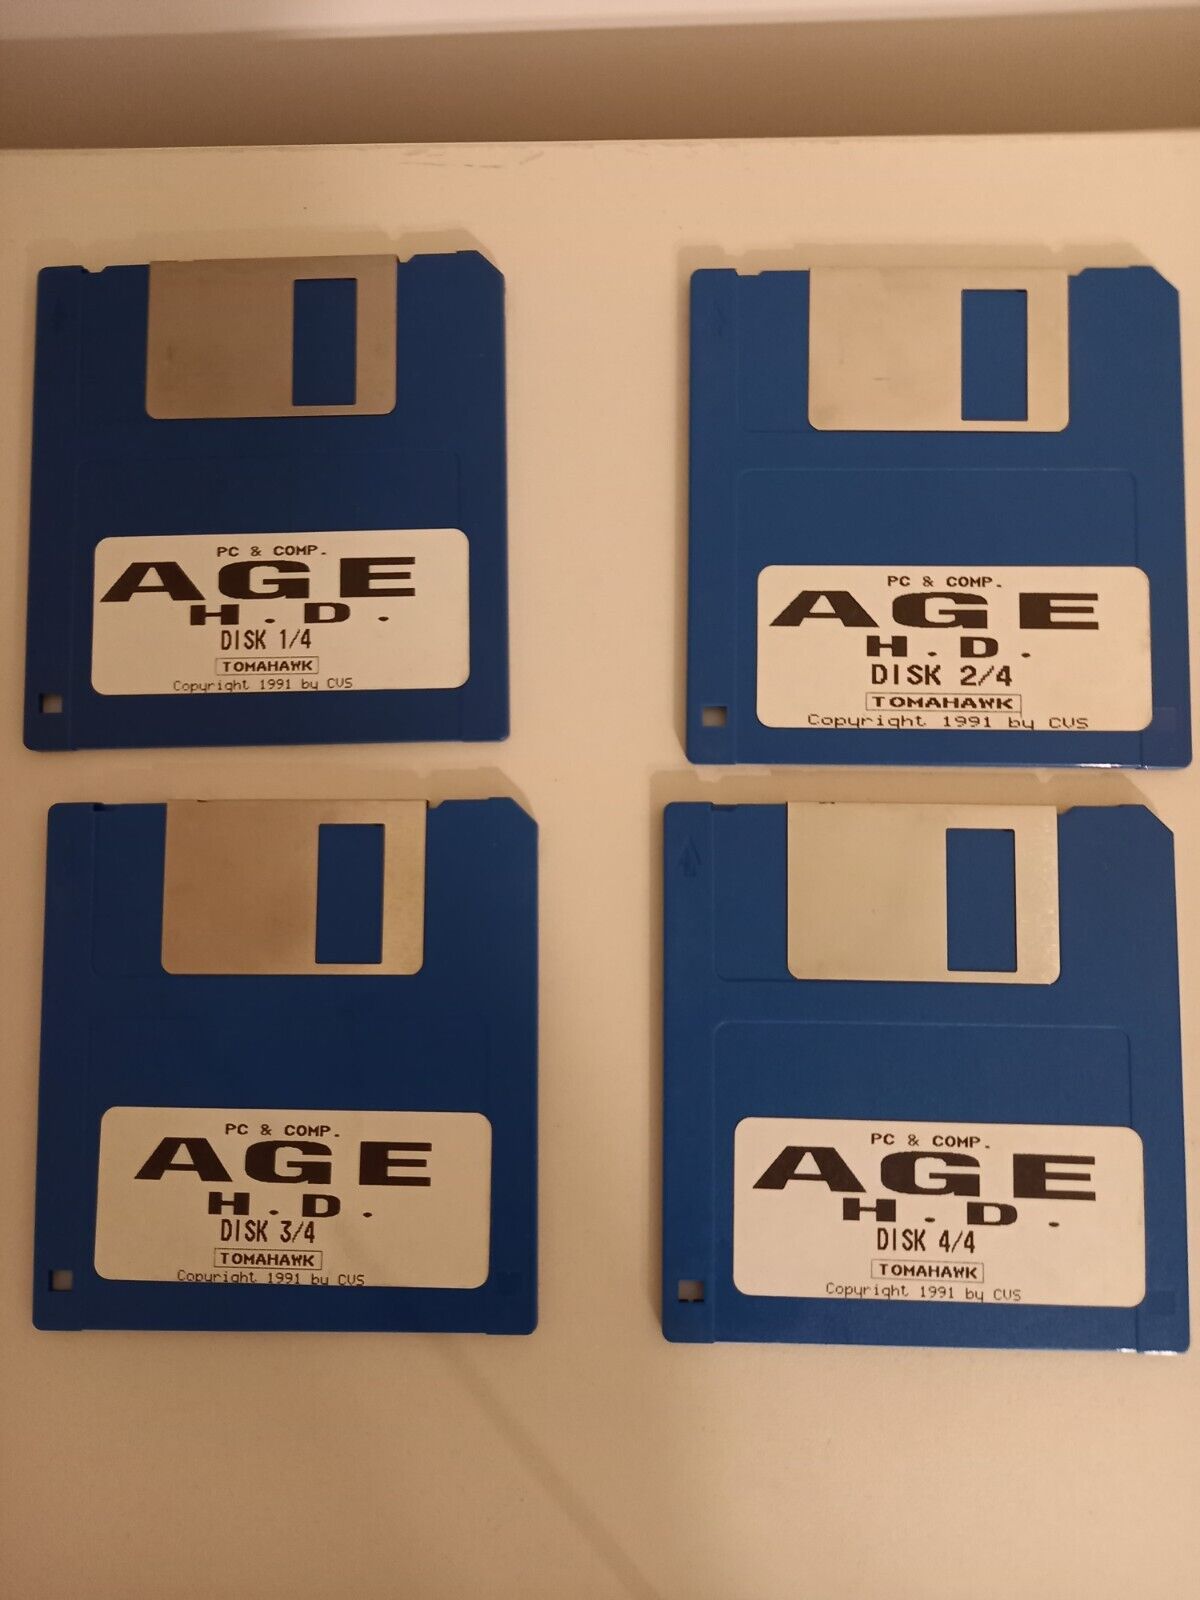 PC & COMP.
AGE
H.D.
DISK 1/4
TOMAHAWK
Copyright 1991 by CVS
PC & COMP.
AGE
H.D.
DISK 2/4
TOMAHAWK
Copyright 1991 by CVS
PC & COMP.
AGE
H.D.
DISK 3/4
TOMAHAWK
Copyright 1991 by CVS
PC & COMP.
AGE
H.D.
DISK 4/4
TOMAHAWK
Copyright 1991 by CVS